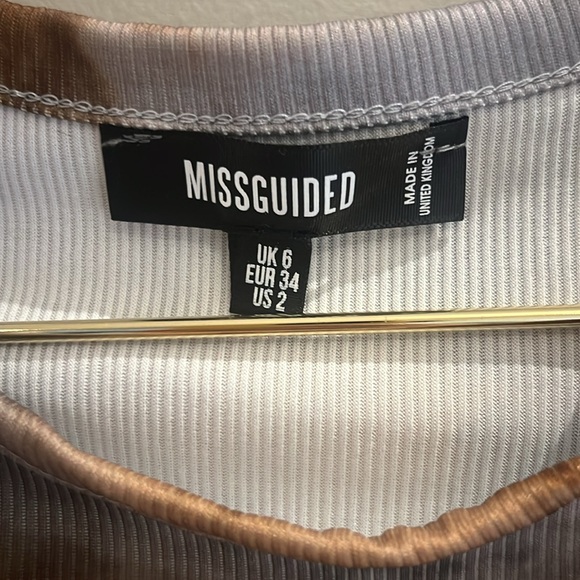 MISSGUIDED
MADE IN
UNITED KINGDOM
UK 6
EUR 34
US 2